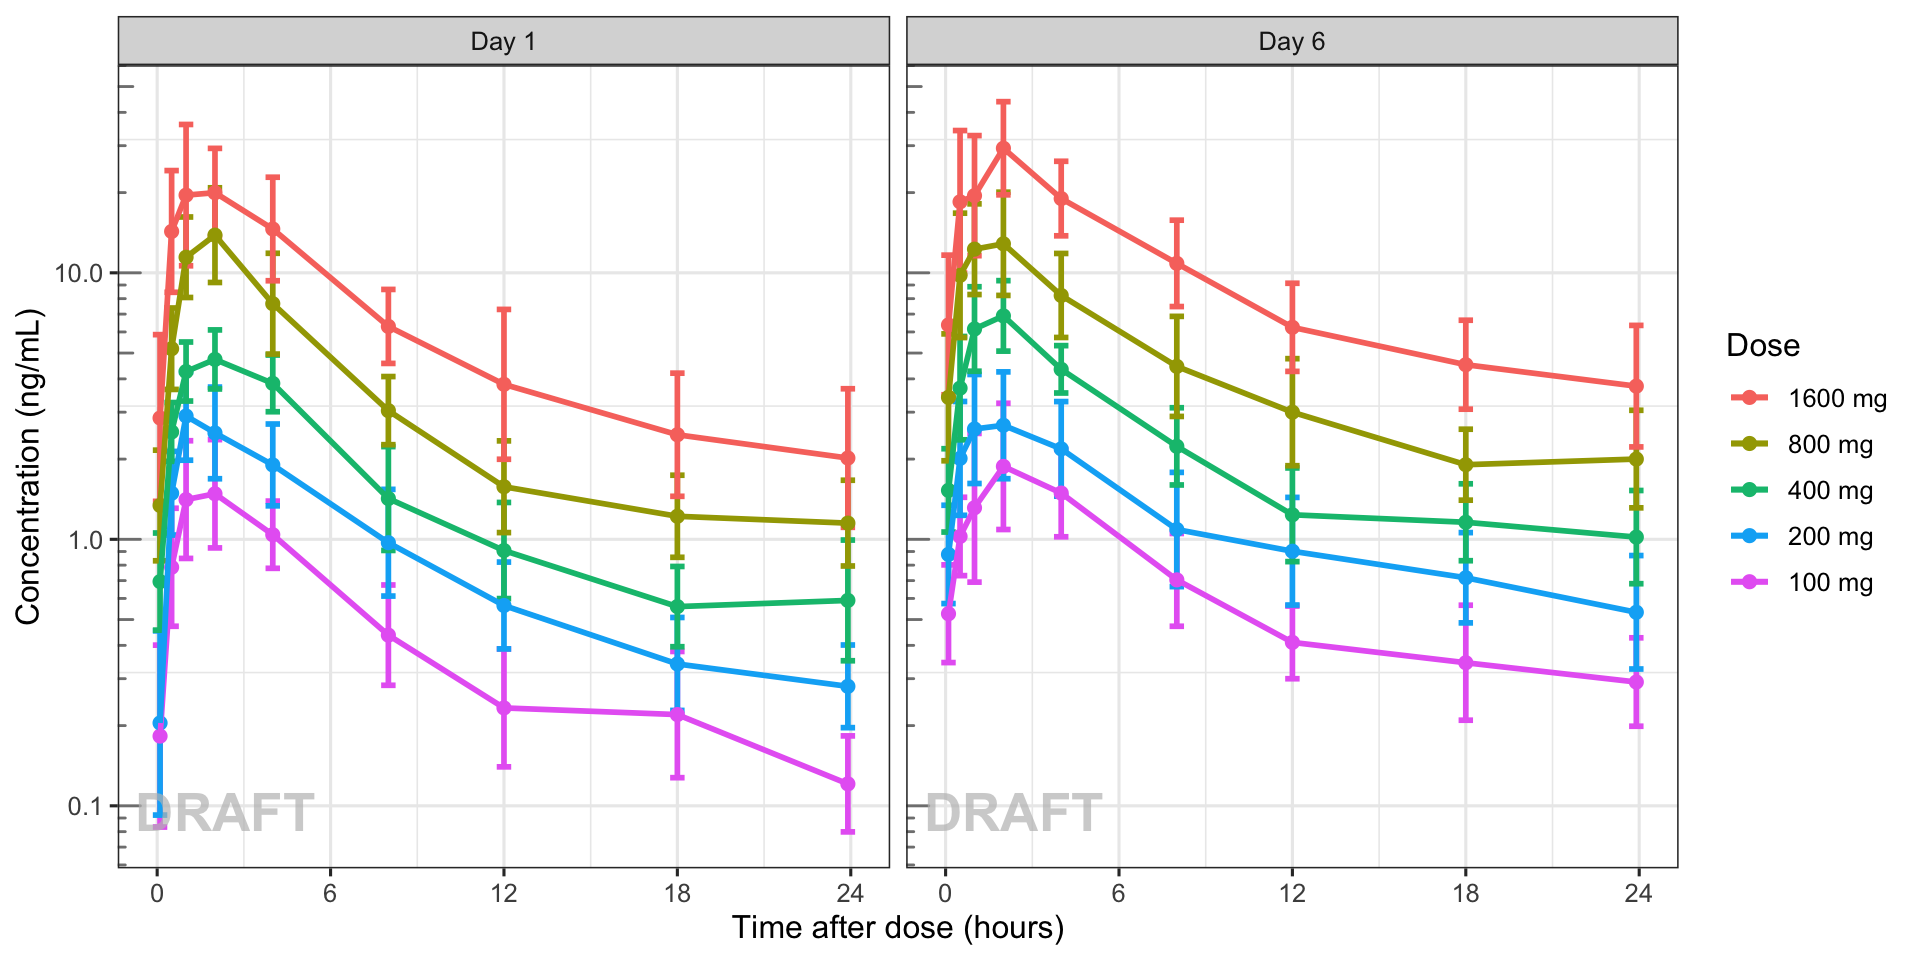 Day 1
Day 6
Concentration (ng/mL)
10.0
1.0
0.1
DRAFT
DRAFT
0 6 12 18 24
0 6 12 18 24
Time after dose (hours)
Dose
1600 mg
800 mg
400 mg
200 mg
100 mg